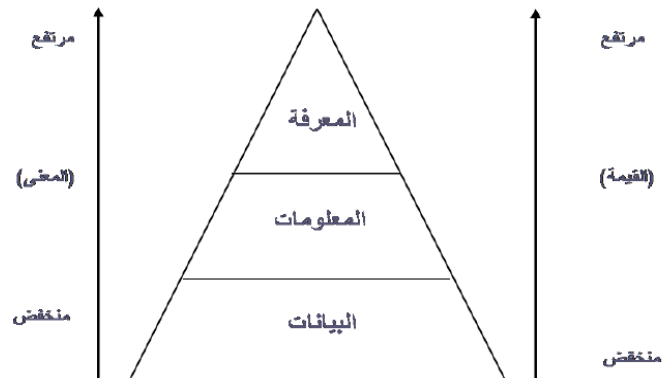 مرتفع
مرتفع
المعرفة
(القيمة)
(المعنى)
المعلومات
منخفض
البيانات
منخفض